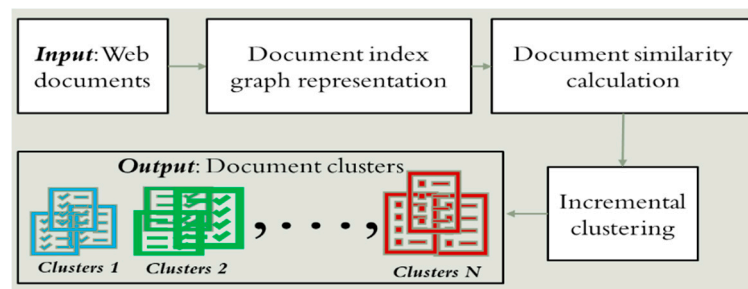 Input: Web
documents
Document index
graph representation
Document similarity
calculation
Incremental
clustering
Output: Document clusters
, . . . ,
Clusters 1
Clusters 2
Clusters N